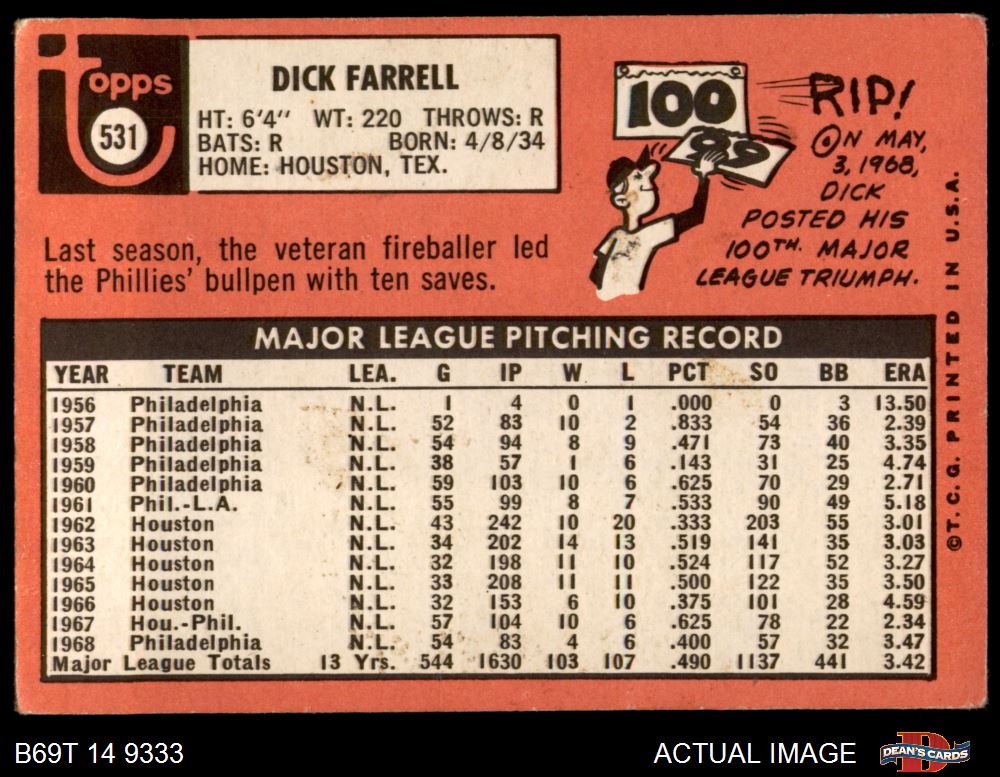 topps
531
DICK FARRELL
HT: 6'4" WT: 220 THROWS: R
BATS: R BORN: 4/8/34
HOME: HOUSTON, TEX.
Last season, the veteran fireballer led
the Phillies' bullpen with ten saves.
100
99
RIP!
ON MAY,
3, 1968,
DICK
POSTED HIS
100TH. MAJOR
LEAGUE TRIUMPH.
MAJOR LEAGUE PITCHING RECORD
YEAR TEAM LEA. G IP W L PCT SO BB ERA
1956 Philadelphia N.L. 1 4 0 1 .000 0 3 13.50
1957 Philadelphia N.L. 52 83 10 2 .833 54 36 2.39
1958 Philadelphia N.L. 54 94 8 9 .471 73 40 3.35
1959 Philadelphia N.L. 38 57 1 6 .143 31 25 4.74
1960 Philadelphia N.L. 59 103 10 6 .625 70 29 2.71
1961 Phil.-L.A. N.L. 55 99 8 7 .533 90 49 5.18
1962 Houston N.L. 43 242 10 20 .333 203 55 3.01
1963 Houston N.L. 34 202 14 13 .519 141 35 3.03
1964 Houston N.L. 32 198 11 10 .524 117 52 3.27
1965 Houston N.L. 33 208 11 11 .500 122 35 3.50
1966 Houston N.L. 32 153 6 10 .375 101 28 4.59
1967 Hou.-Phil. N.L. 57 104 10 6 .625 78 22 2.34
1968 Philadelphia N.L. 54 83 4 6 .400 57 32 3.47
Major League Totals 13 Yrs. 544 1630 103 107 .490 1137 441 3.42
©T. C. G. PRINTED IN U.S.A.
B69T 14 9333
ACTUAL IMAGE
DEAN'S CARDS